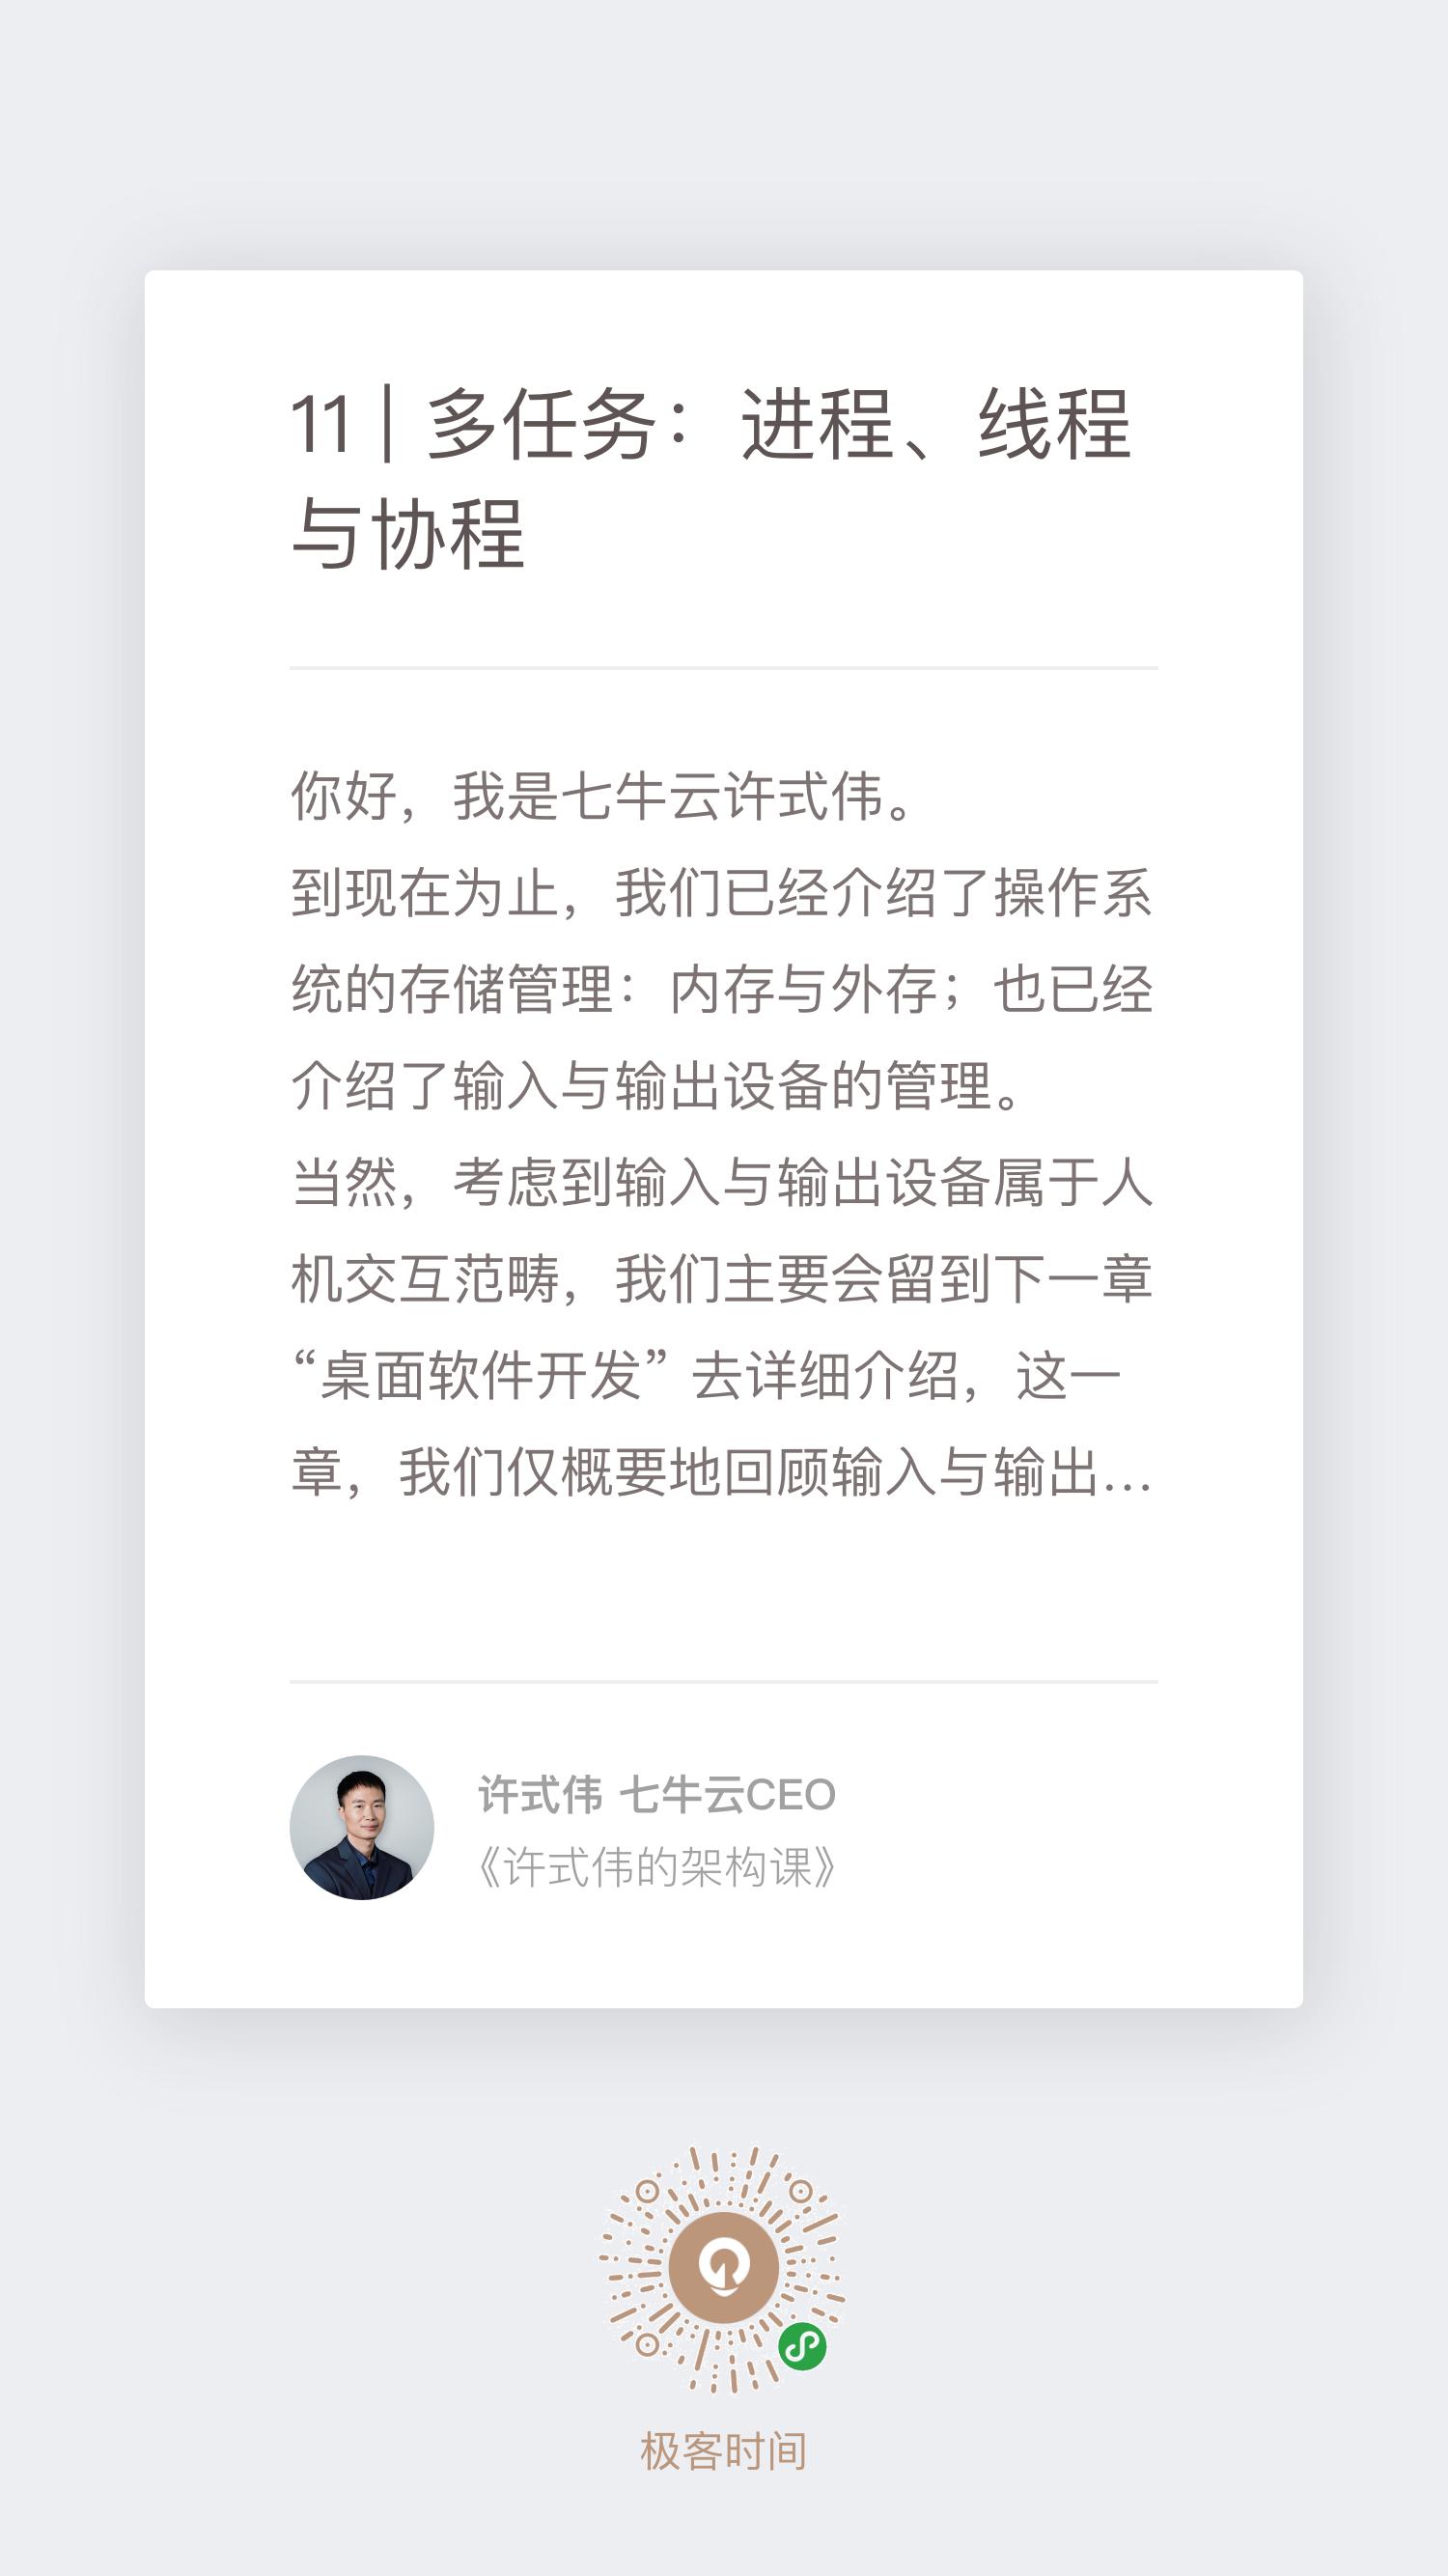 11 | 多任务：进程、线程
与协程
你好，我是七牛云许式伟。
到现在为止，我们已经介绍了操作系
统的存储管理：内存与外存；也已经
介绍了输入与输出设备的管理。
当然，考虑到输入与输出设备属于人
机交互范畴，我们主要会留到下一章
“桌面软件开发” 去详细介绍，这一
章，我们仅概要地回顾输入与输出...
许式伟 七牛云CEO
《许式伟的架构课》
极客时间